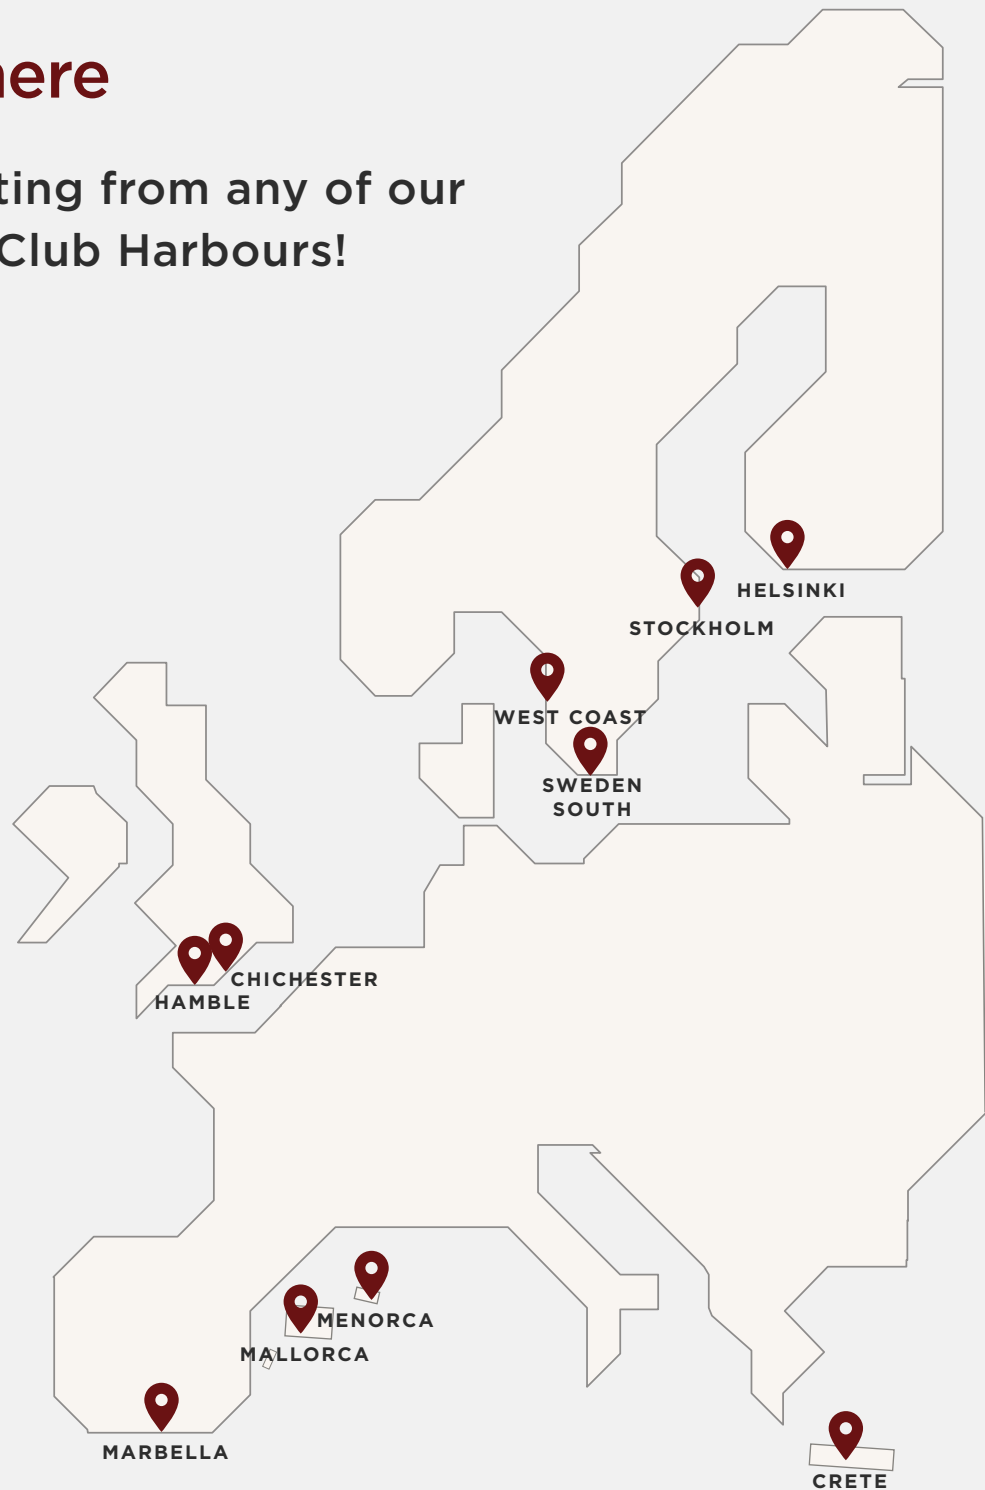 ere
ting from any of our
Club Harbours!
HELSINKI
STOCKHOLM
WEST COAST
SWEDEN
SOUTH
CHICHESTER
HAMBLE
MENORCA
MALLORCA
MARBELLA
CRETE